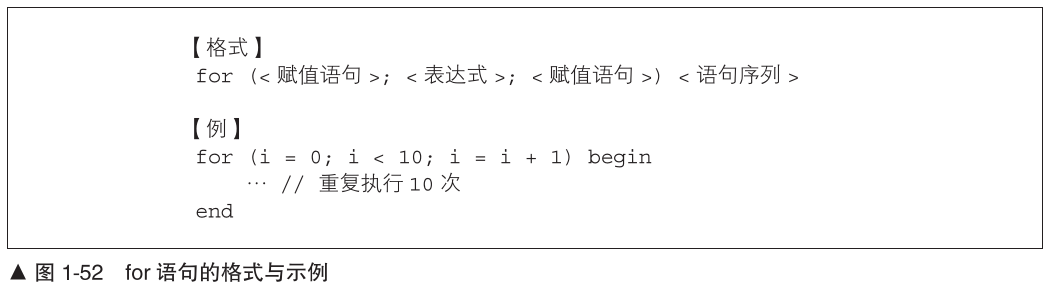 【格式】
for (< 赋值语句 >; < 表达式 >; < 赋值语句 >) < 语句序列 >
【例】
for (i = 0; i < 10; i = i + 1) begin
… // 重复执行 10 次
end
▲ 图 1-52 for 语句的格式与示例